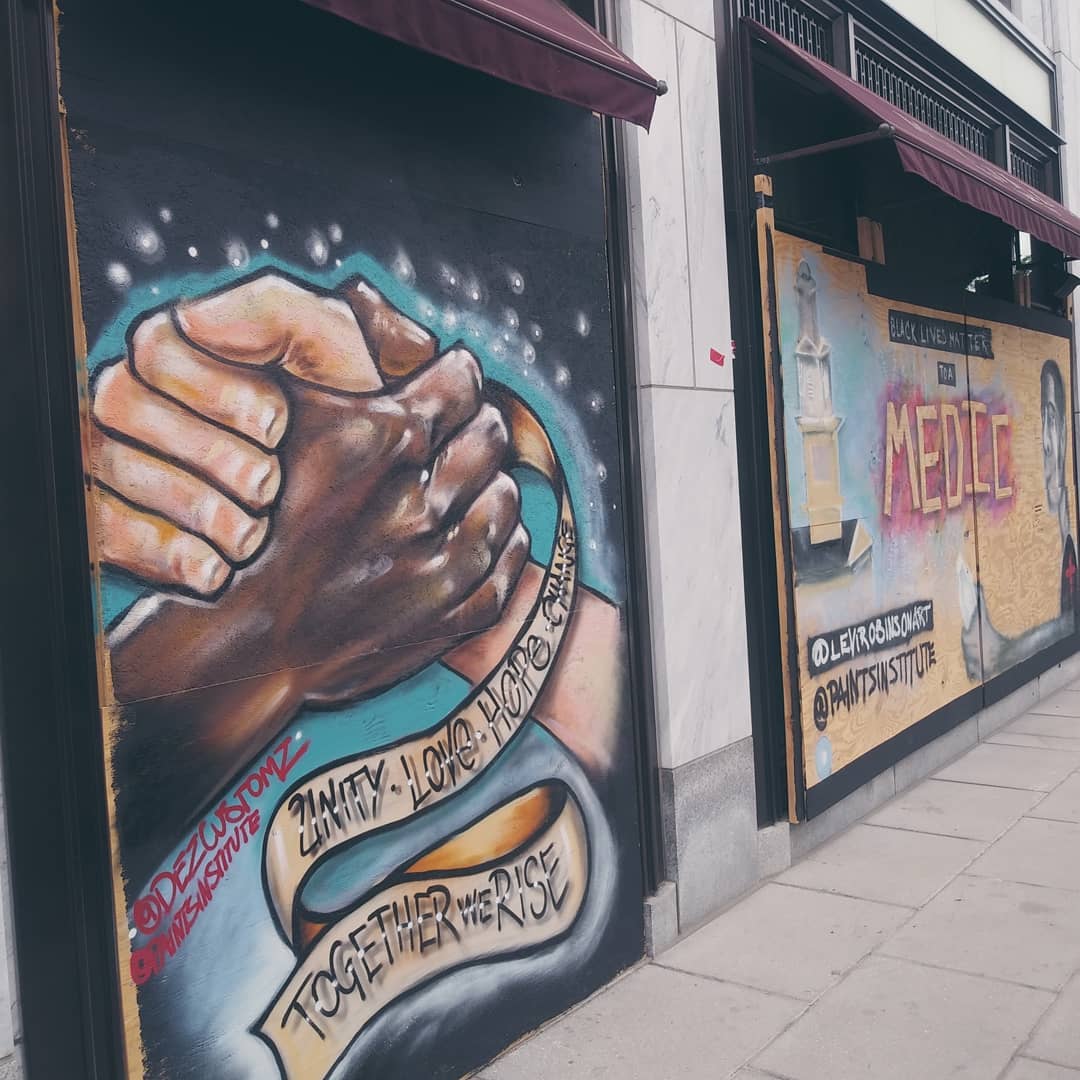 UNITY · LOVE · HOPE · CHANGE
TOGETHER WE RISE
@DEZCUSTOMZ
@PAINTSINSTITUTE
BLACK LIVES MATTER
TO A
MEDIC
@LEVIROBINSONART
@PAINTSINSTITUTE